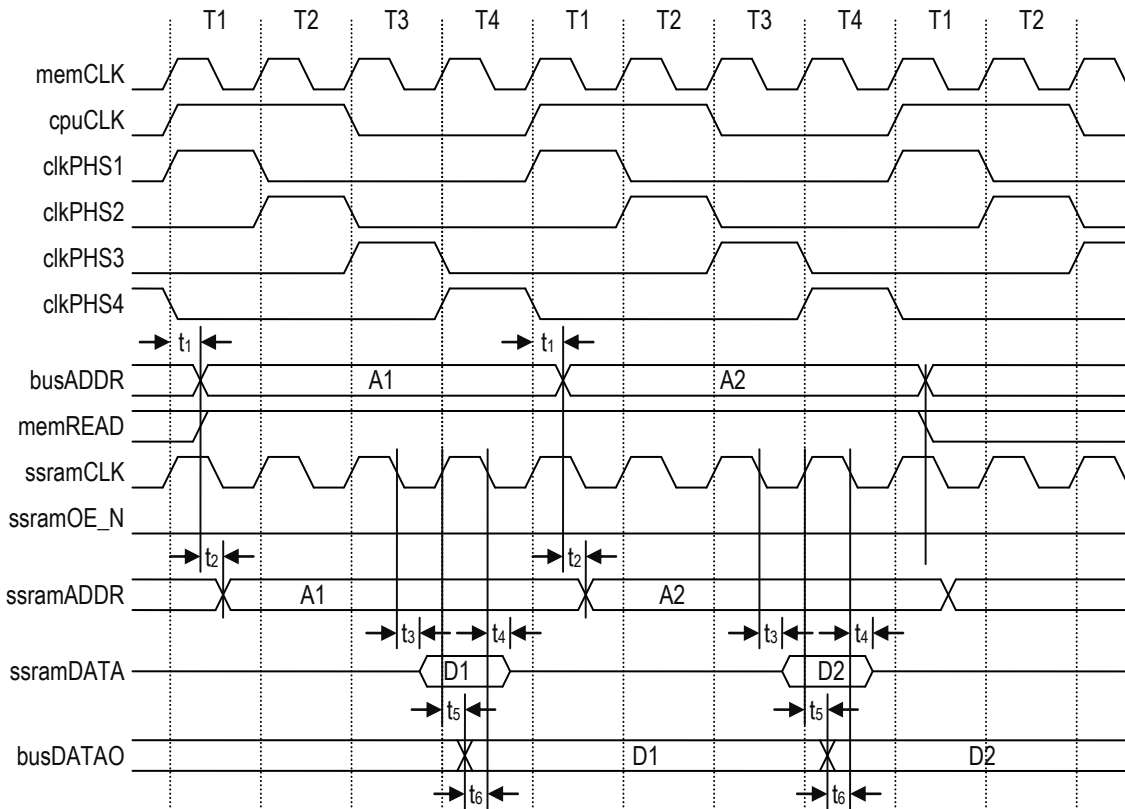 T1 T2 T3 T4 T1 T2 T3 T4 T1 T2
memCLK
cpuCLK
clkPHS1
clkPHS2
clkPHS3
clkPHS4
t1 t1
busADDR A1 A2
memREAD
ssramCLK
ssramOE_N
t2 t2
ssramADDR A1 A2
t3 t4 t3 t4
ssramDATA D1 D2
t5 t5
busDATAO D1 D2
t6 t6